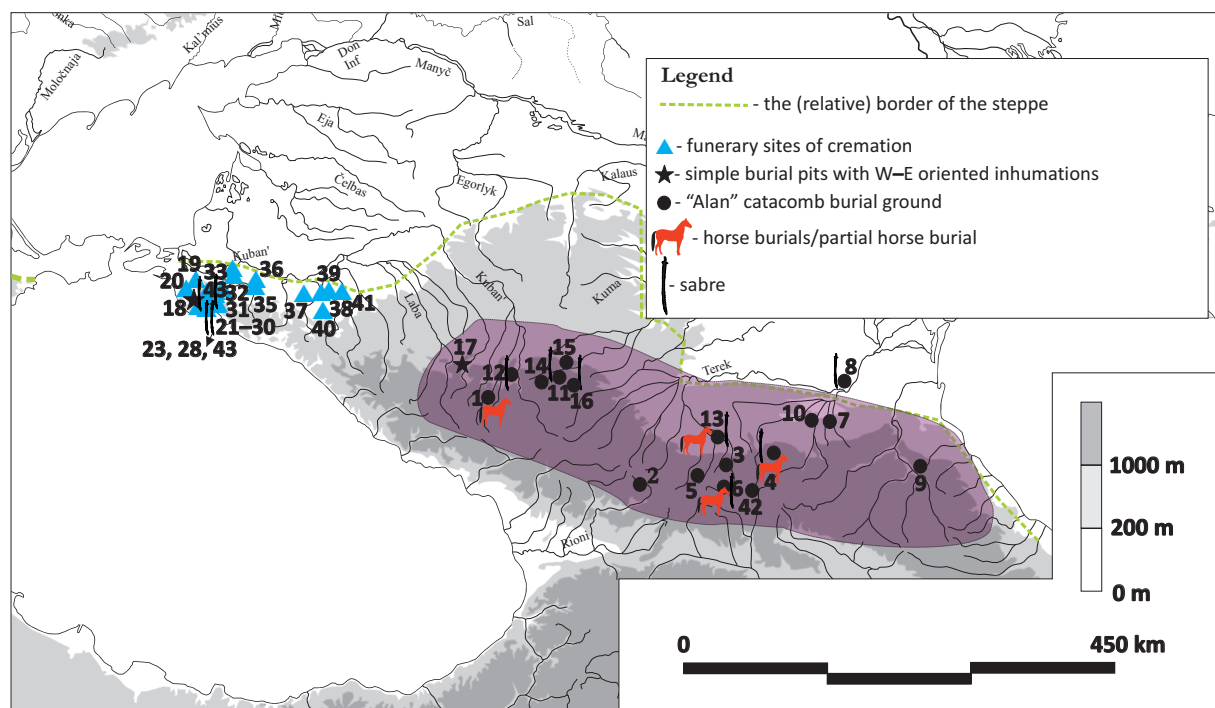 Kal'mius
Moločnaja
Don
Inf
Manyč
Sal
Eja
Čelbas
Egorlyk
Kalaus
Kuban'
Laba
Kuban'
Kuma
Terek
Rioni
Legend
- the (relative) border of the steppe
- funerary sites of cremation
- simple burial pits with W–E oriented inhumations
- “Alan” catacomb burial ground
- horse burials/partial horse burial
- sabre
19
33
36
39
20
43
32
18
31
35
37
38
41
21–30
40
23, 28, 43
17
15
12
14
11
16
1
8
13
10
7
3
2
5
6
4
42
9
1000 m
200 m
0 m
0
450 km